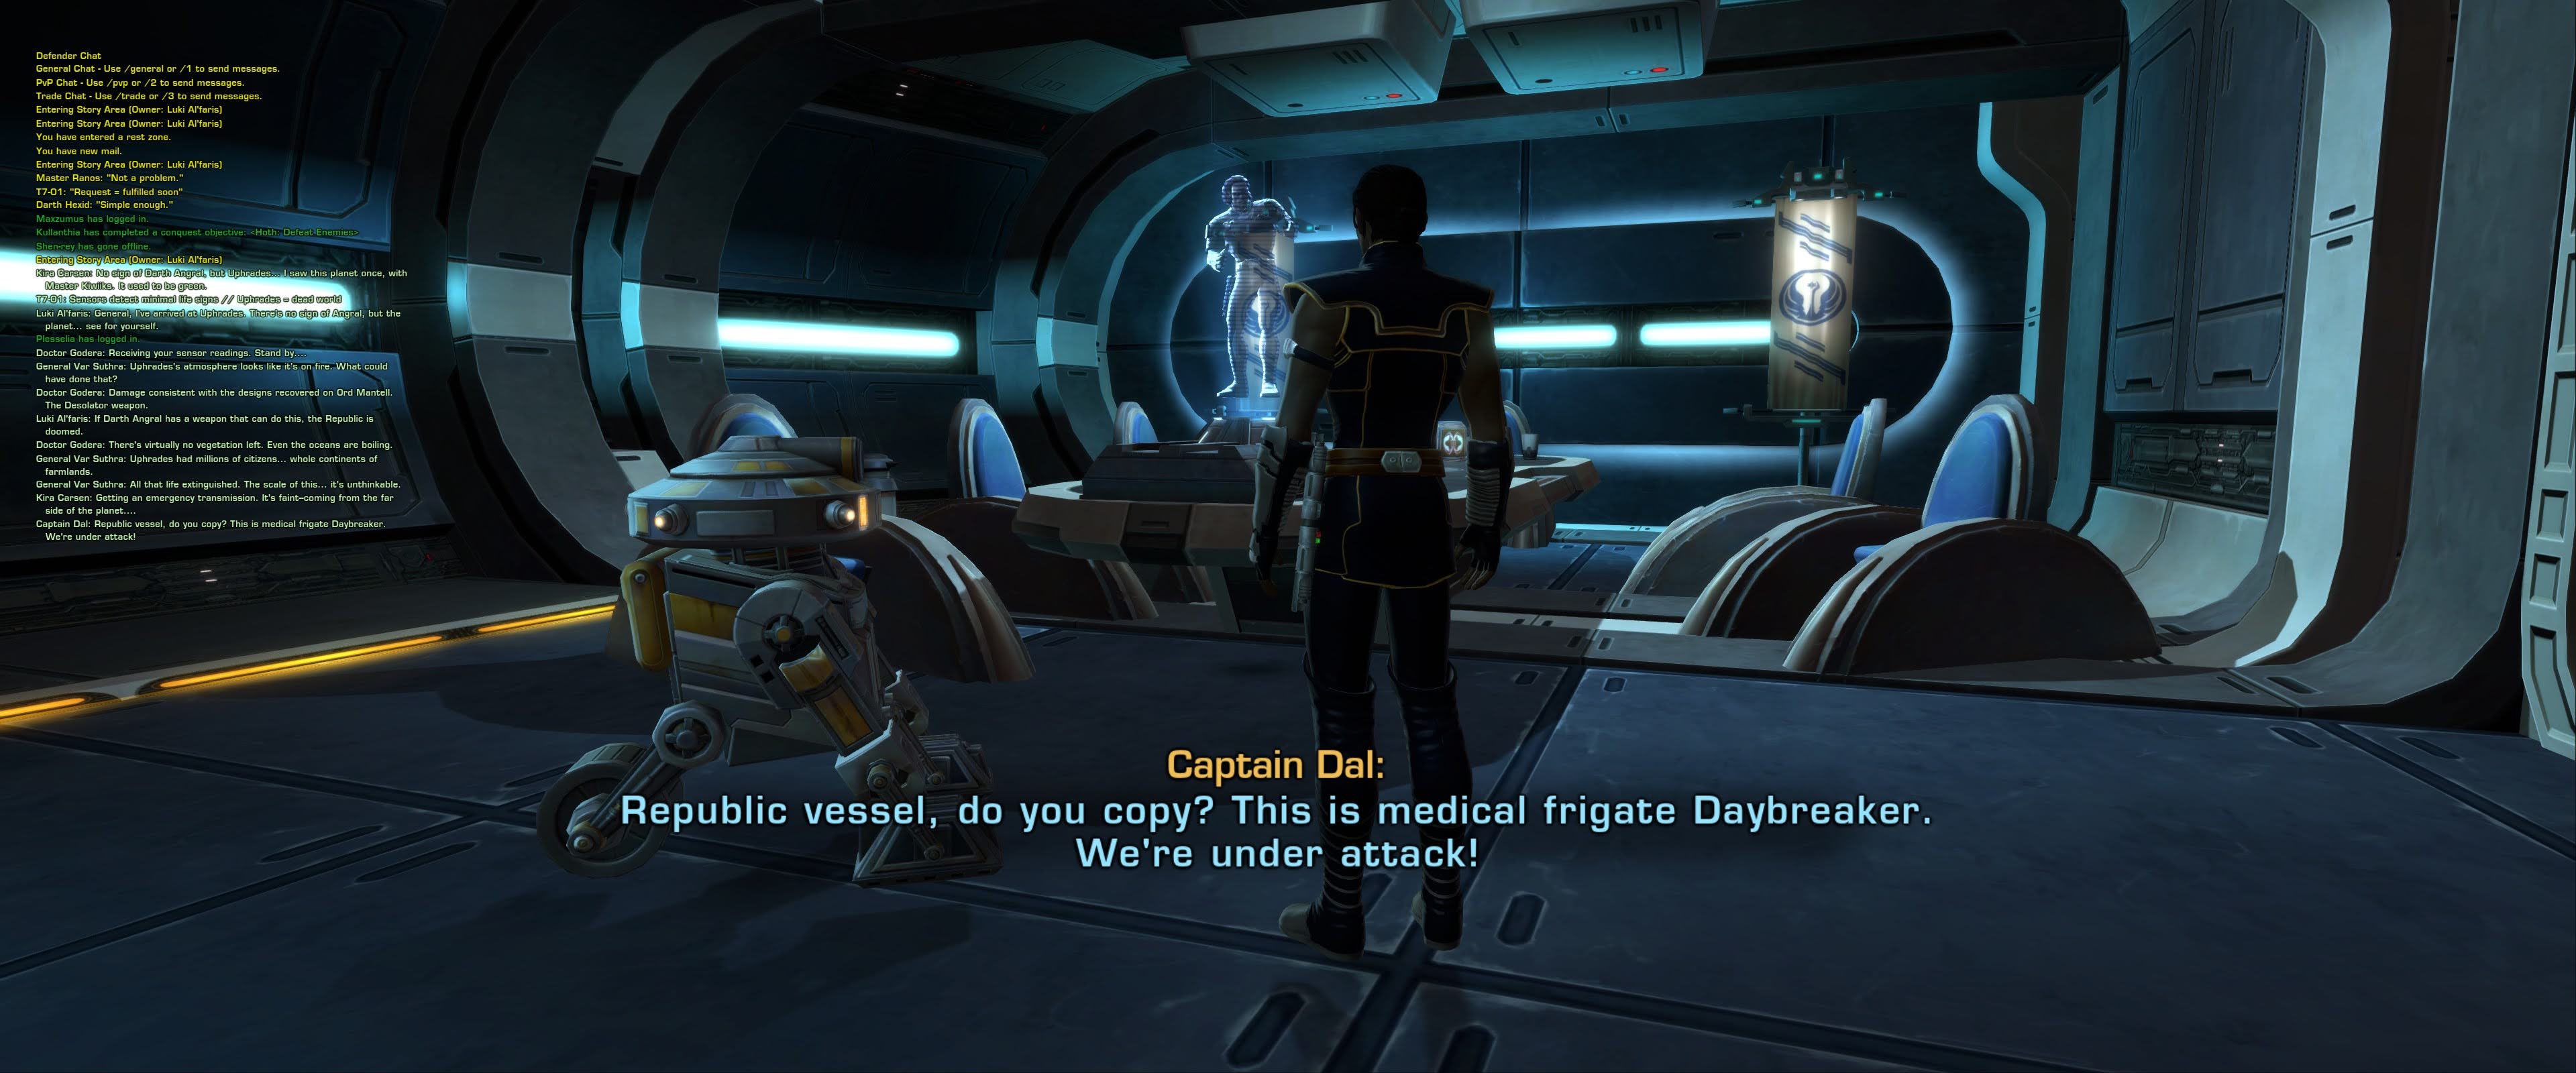 Defender Chat
General Chat - Use /general or /1 to send messages.
PvP Chat - Use /pvp or /2 to send messages.
Trade Chat - Use /trade or /3 to send messages.
Entering Story Area (Owner: Luki Al'faris)
Entering Story Area (Owner: Luki Al'faris)
You have entered a rest zone.
You have new mail.
Entering Story Area (Owner: Luki Al'faris)
Master Ranos: "Not a problem."
T7-O1: "Request = fulfilled soon"
Darth Hexid: "Simple enough."
Maxzumus has logged in.
Kullanthia has completed a conquest objective: <Hoth: Defeat Enemies>
Shen-rey has gone offline.
Entering Story Area (Owner: Luki Al'faris)
Kira Carsen: No sign of Darth Angral, but Uphrades... I saw this planet once, with
Master Kiwiiks. It used to be green.
T7-O1: Sensors detect minimal life signs // Uphrades = dead world
Luki Al'faris: General, I've arrived at Uphrades. There's no sign of Angral, but the
planet... see for yourself.
Plesselia has logged in.
Doctor Godera: Receiving your sensor readings. Stand by....
General Var Suthra: Uphrades's atmosphere looks like it's on fire. What could
have done that?
Doctor Godera: Damage consistent with the designs recovered on Ord Mantell.
The Desolator weapon.
Luki Al'faris: If Darth Angral has a weapon that can do this, the Republic is
doomed.
Doctor Godera: There's virtually no vegetation left. Even the oceans are boiling.
General Var Suthra: Uphrades had millions of citizens... whole continents of
farmlands.
General Var Suthra: All that life extinguished. The scale of this... it's unthinkable.
Kira Carsen: Getting an emergency transmission. It's faint–coming from the far
side of the planet....
Captain Dal: Republic vessel, do you copy? This is medical frigate Daybreaker.
We're under attack!
Captain Dal:
Republic vessel, do you copy? This is medical frigate Daybreaker.
We're under attack!